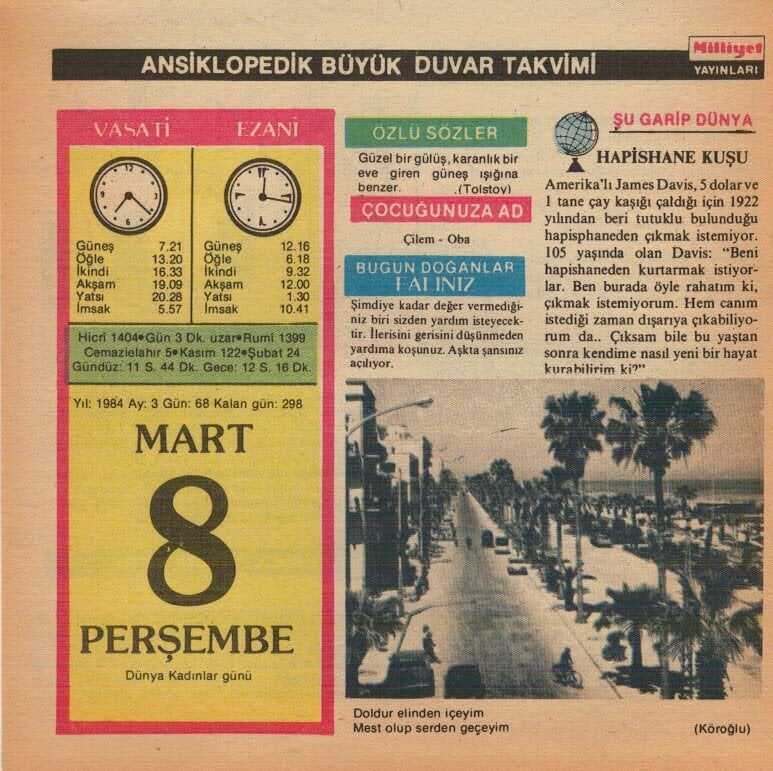 ANSİKLOPEDİK BÜYÜK DUVAR TAKVİMİ
Milliyet
YAYINLARI
VASATİ EZANİ
Güneş 7.21 Güneş 12.16
Öğle 13.20 Öğle 6.18
İkindi 16.33 İkindi 9.32
Akşam 19.09 Akşam 12.00
Yatsı 20.28 Yatsı 1.30
İmsak 5.57 İmsak 10.41
Hicri 1404•Gün 3 Dk. uzar•Rumi 1399
Cemazielahır 5•Kasım 122•Şubat 24
Gündüz: 11 S. 44 Dk. Gece: 12 S. 16 Dk.
Yıl: 1984 Ay: 3 Gün: 68 Kalan gün: 298
MART
8
PERŞEMBE
Dünya Kadınlar günü
ÖZLÜ SÖZLER
Güzel bir gülüş, karanlık bir
eve giren güneş ışığına
benzer. .(Tolstoy)
ÇOCUĞUNUZA AD
Çilem - Oba
BUGÜN DOĞANLAR
FALINIZ
Şimdiye kadar değer vermediği-
niz biri sizden yardım isteyecek-
tir. İlerisini gerisini düşünmeden
yardıma koşunuz. Aşkta şansınız
açılıyor.
ŞU GARİP DÜNYA
HAPİSHANE KUŞU
Amerika'lı James Davis, 5 dolar ve
1 tane çay kaşığı çaldığı için 1922
yılından beri tutuklu bulunduğu
hapisphaneden çıkmak istemiyor.
105 yaşında olan Davis: "Beni
hapishaneden kurtarmak istiyor-
lar. Ben burada öyle rahatım ki,
çıkmak istemiyorum. Hem canım
istediği zaman dışarıya çıkabiliyo-
rum da.. Çıksam bile bu yaştan
sonra kendime nasıl yeni bir hayat
kurabilirim ki?"
Doldur elinden içeyim
Mest olup serden geçeyim (Köroğlu)